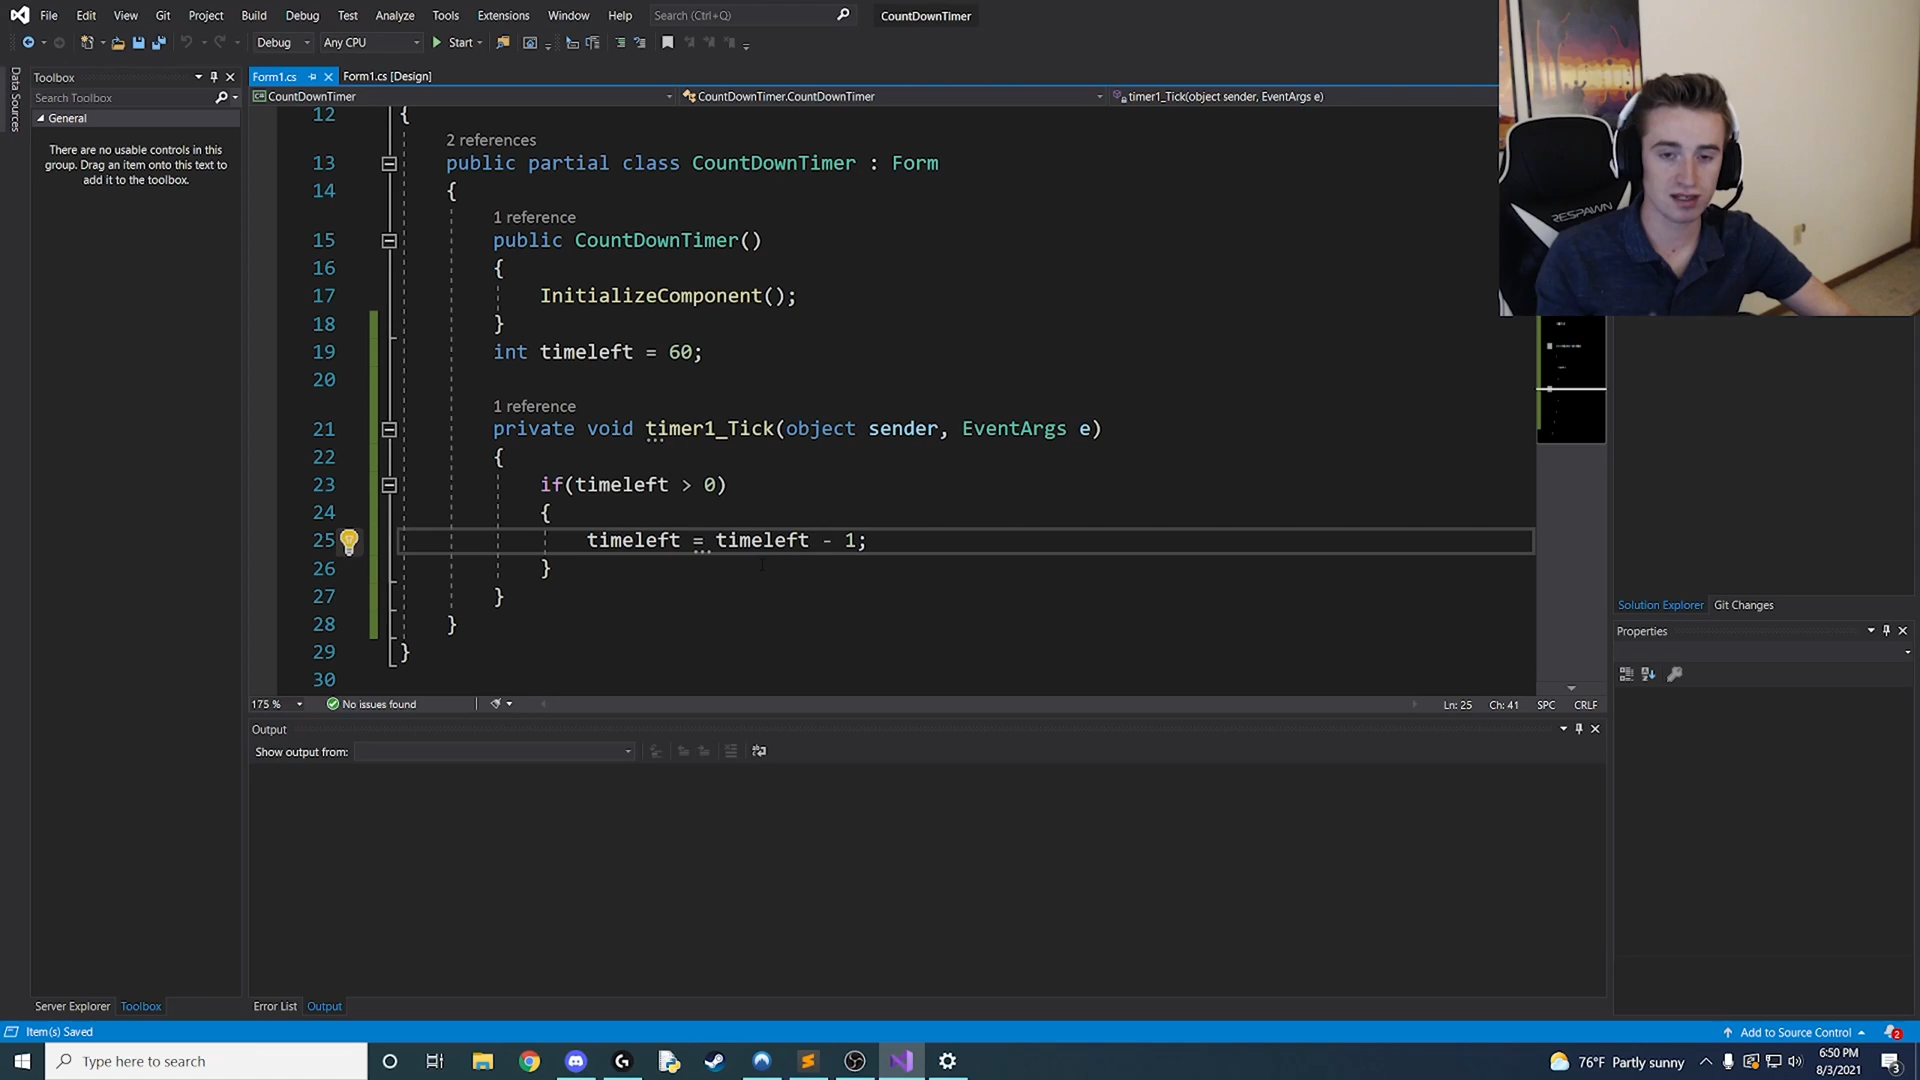 File Edit View Git Project Build Debug Test Analyze Tools Extensions Window Help Search (Ctrl+Q) CountDownTimer
Debug Any CPU Start
Data Sources
Toolbox
Search Toolbox
General
There are no usable controls in this
group. Drag an item onto this text to
add it to the toolbox.
Form1.cs Form1.cs [Design]
CountDownTimer CountDownTimer.CountDownTimer timer1_Tick(object sender, EventArgs e)
12 {
2 references
13 public partial class CountDownTimer : Form
14 {
1 reference
15 public CountDownTimer()
16 {
17 InitializeComponent();
18 }
19 int timeleft = 60;
20
1 reference
21 private void timer1_Tick(object sender, EventArgs e)
22 {
23 if(timeleft > 0)
24 {
25 timeleft = timeleft - 1;
26 }
27 }
28 }
29 }
30
175 % No issues found Ln: 25 Ch: 41 SPC CRLF
RESPAWN
Solution Explorer Git Changes
Properties
Output
Show output from:
Server Explorer Toolbox
Error List Output
Item(s) Saved Add to Source Control 2
Type here to search 76°F Partly sunny 6:50 PM
8/3/2021 3